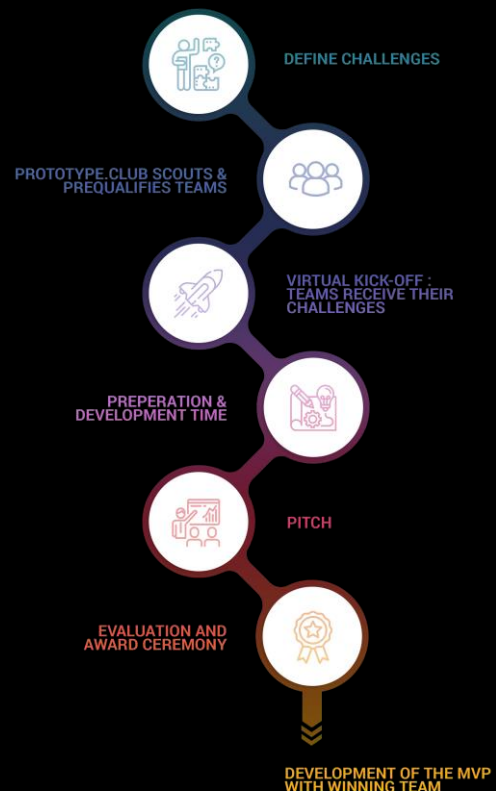 DEFINE CHALLENGES
PROTOTYPE.CLUB SCOUTS &
PREQUALIFIES TEAMS
VIRTUAL KICK-OFF :
TEAMS RECEIVE THEIR
CHALLENGES
PREPERATION &
DEVELOPMENT TIME
PITCH
EVALUATION AND
AWARD CEREMONY
DEVELOPMENT OF THE MVP
WITH WINNING TEAM